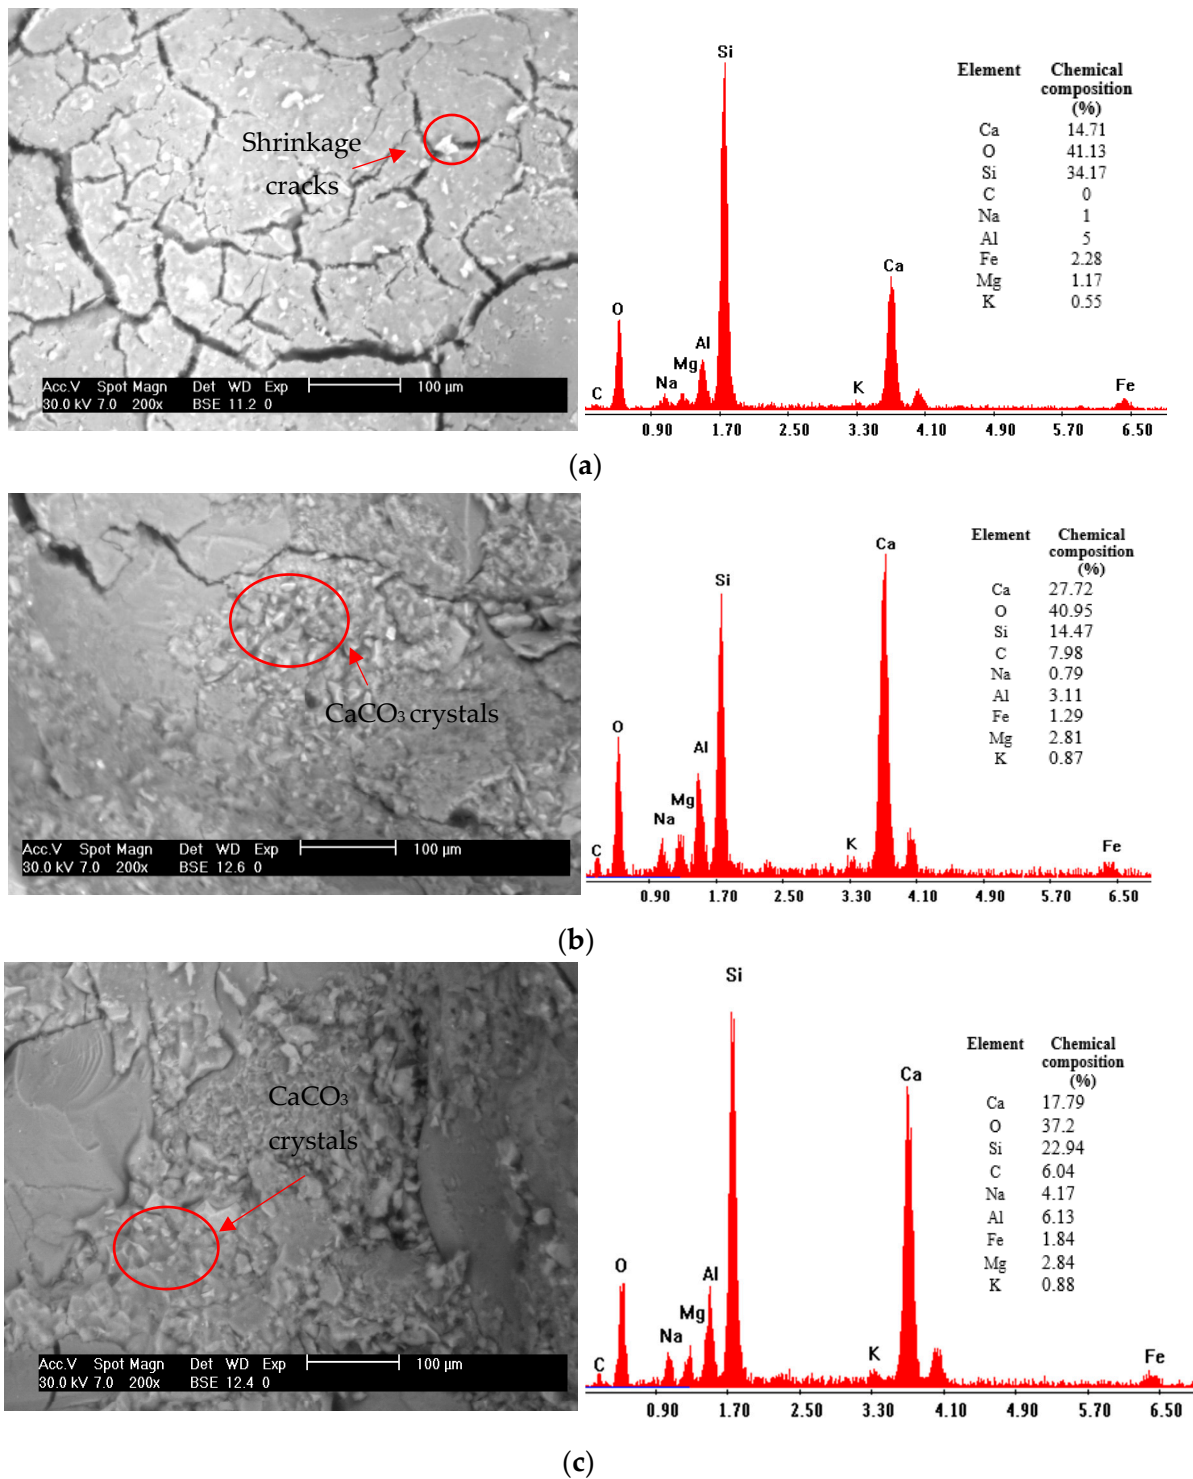 Shrinkage
cracks
Acc.V Spot Magn Det WD Exp 100 µm
30.0 kV 7.0 200x BSE 11.2 0
Si
Ca
O
Al
Mg
Na
C
K
Fe
0.90 1.70 2.50 3.30 4.10 4.90 5.70 6.50
Element Chemical
composition
(%)
Ca 14.71
O 41.13
Si 34.17
C 0
Na 1
Al 5
Fe 2.28
Mg 1.17
K 0.55
(a)
CaCO₃ crystals
Acc.V Spot Magn Det WD Exp 100 µm
30.0 kV 7.0 200x BSE 12.6 0
Ca
Si
O
Al
Mg
Na
C
K
Fe
0.90 1.70 2.50 3.30 4.10 4.90 5.70 6.50
Element Chemical
composition
(%)
Ca 27.72
O 40.95
Si 14.47
C 7.98
Na 0.79
Al 3.11
Fe 1.29
Mg 2.81
K 0.87
(b)
CaCO₃
crystals
Acc.V Spot Magn Det WD Exp 100 µm
30.0 kV 7.0 200x BSE 12.4 0
Si
Ca
O
Al
Mg
Na
C
K
Fe
0.90 1.70 2.50 3.30 4.10 4.90 5.70 6.50
Element Chemical
composition
(%)
Ca 17.79
O 37.2
Si 22.94
C 6.04
Na 4.17
Al 6.13
Fe 1.84
Mg 2.84
K 0.88
(c)